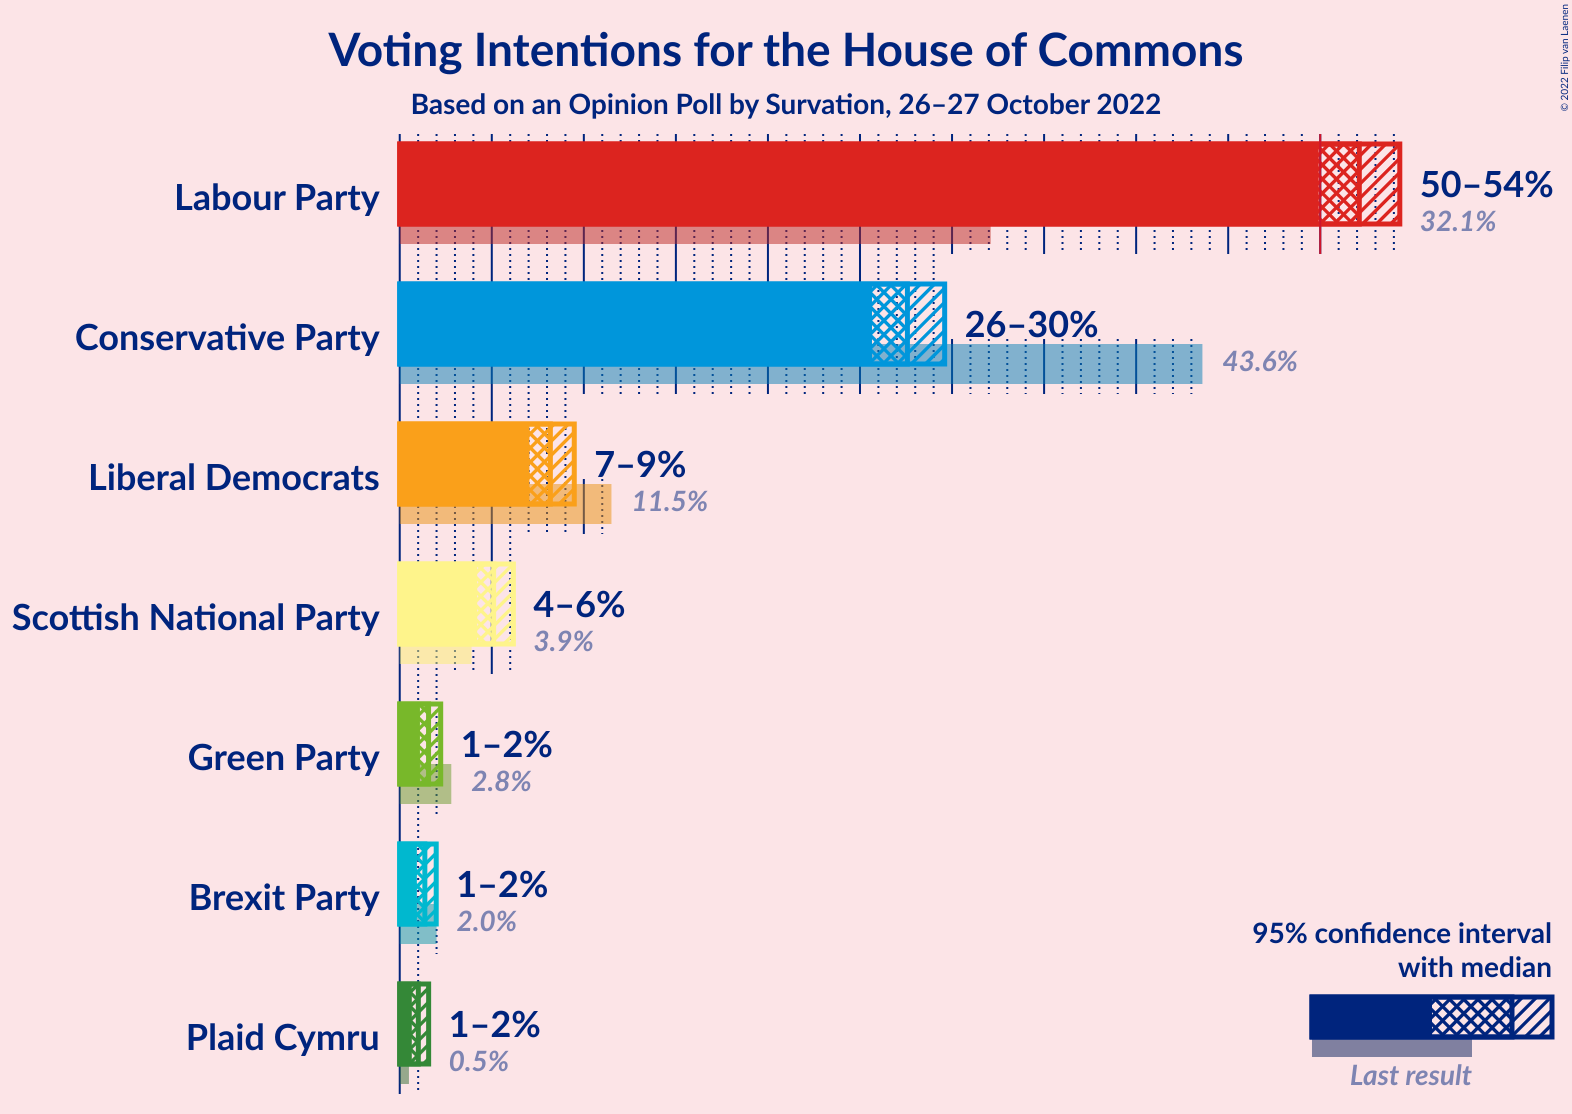 Voting Intentions for the House of Commons
Based on an Opinion Poll by Survation, 26–27 October 2022
© 2022 Filip van Laenen
Labour Party
50–54%
32.1%
Conservative Party
26–30%
43.6%
Liberal Democrats
7–9%
11.5%
Scottish National Party
4–6%
3.9%
Green Party
1–2%
2.8%
Brexit Party
1–2%
2.0%
Plaid Cymru
1–2%
0.5%
95% confidence interval
with median
Last result